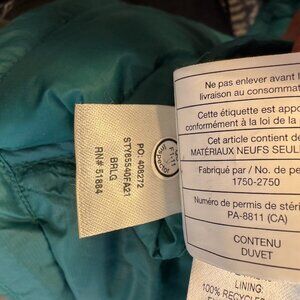 PO 408272
STY85540FA21
BRLG
RN# 51884
Ne pas enlever avant
livraison au consommat
Cette étiquette est appo
conformément à la loi de la
Cet article contient de
MATÉRIAUX NEUFS SEUL
Fabriqué par / No. de pe
1750-2750
Numéro de permis de stéri
PA-8811 (CA)
CONTENU
DUVET
LINING:
100% RECYCLE